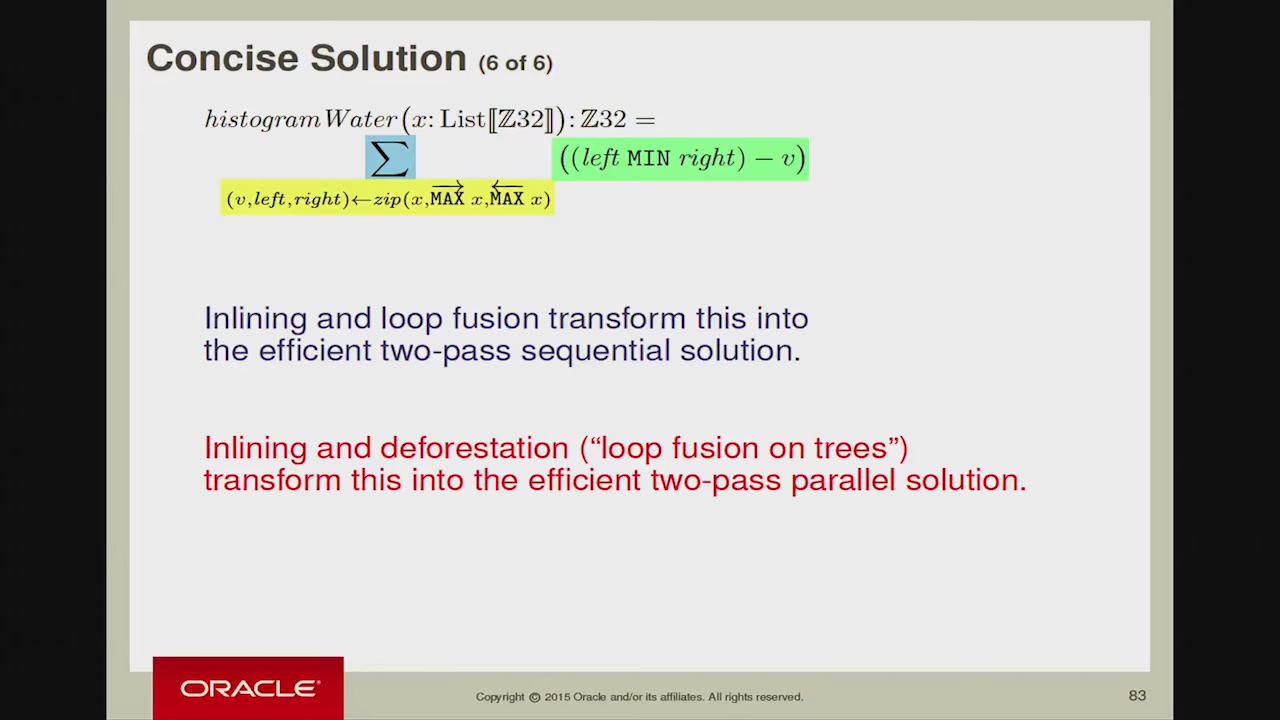 Concise Solution (6 of 6)
histogramWater(x: List⟦ℤ32⟧): ℤ32 =
∑ ((left MIN right) − v)
(v,left,right)←zip(x,\overrightarrow{MAX} x,\overleftarrow{MAX} x)
Inlining and loop fusion transform this into
the efficient two-pass sequential solution.
Inlining and deforestation (“loop fusion on trees”)
transform this into the efficient two-pass parallel solution.
ORACLE®
Copyright © 2015 Oracle and/or its affiliates. All rights reserved.
83